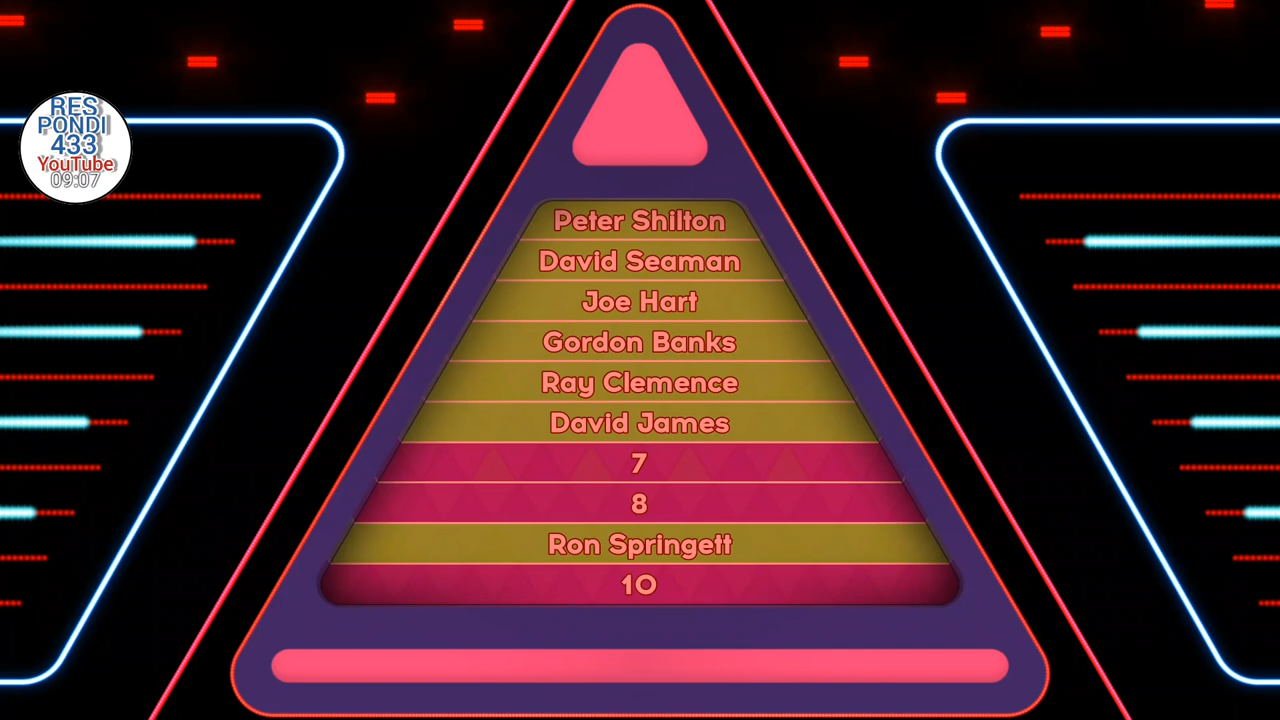 RES
PONDI
433
YouTube
09:07
Peter Shilton
David Seaman
Joe Hart
Gordon Banks
Ray Clemence
David James
7
8
Ron Springett
10